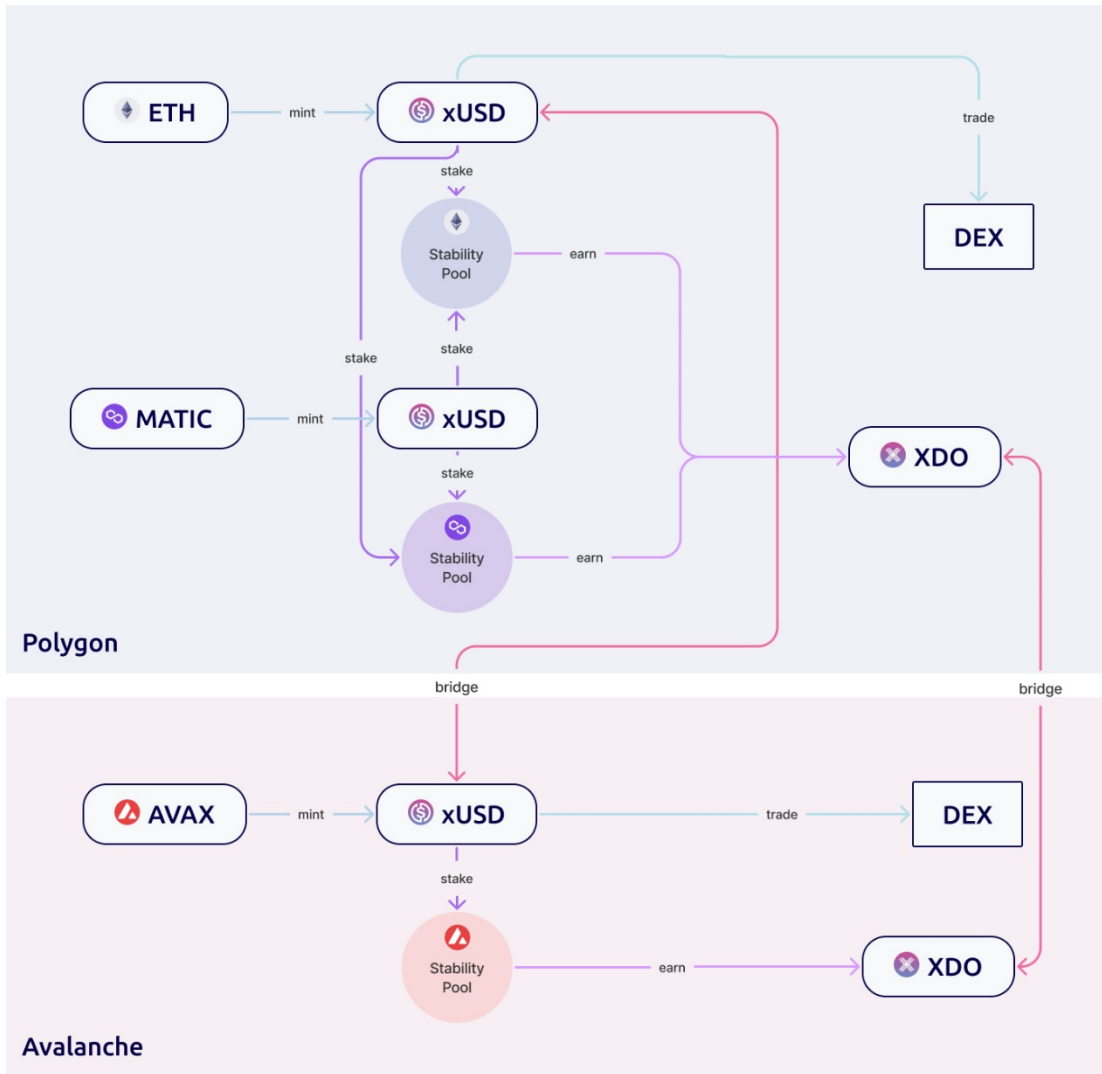 ETH
mint
xUSD
trade
stake
DEX
Stability
Pool
earn
stake
stake
MATIC
mint
xUSD
XDO
stake
Stability
Pool
earn
Polygon
bridge
bridge
AVAX
mint
xUSD
trade
DEX
stake
Stability
Pool
earn
XDO
Avalanche